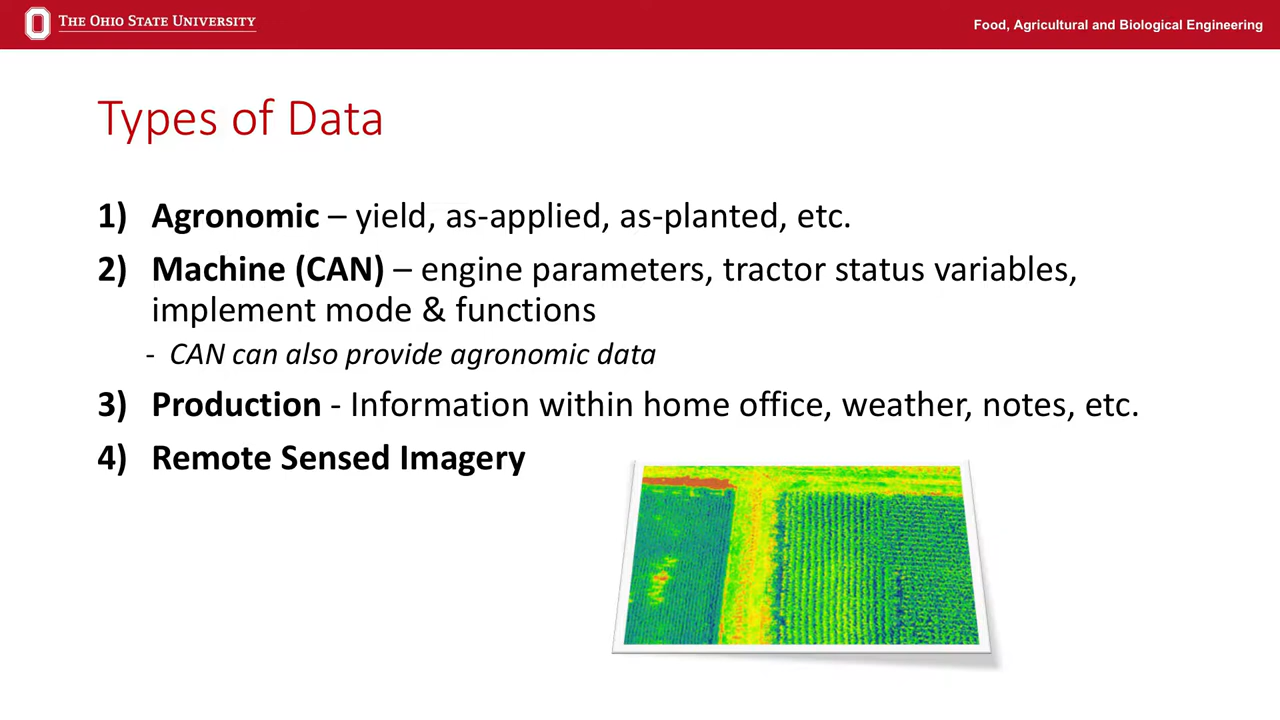 THE OHIO STATE UNIVERSITY
Food, Agricultural and Biological Engineering
Types of Data
1) Agronomic – yield, as-applied, as-planted, etc.
2) Machine (CAN) – engine parameters, tractor status variables,
implement mode & functions
- CAN can also provide agronomic data
3) Production - Information within home office, weather, notes, etc.
4) Remote Sensed Imagery